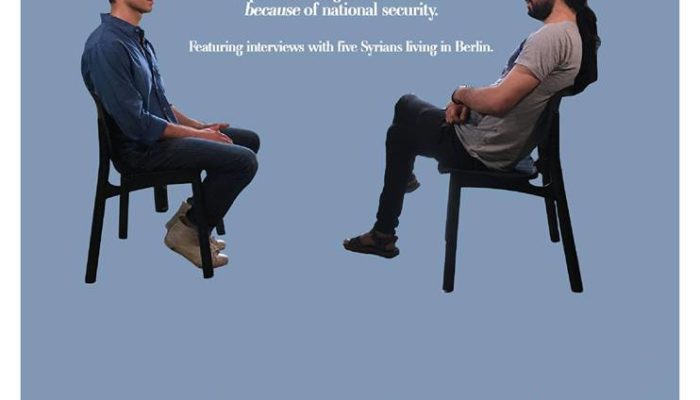 because of national security.
Featuring interviews with five Syrians living in Berlin.